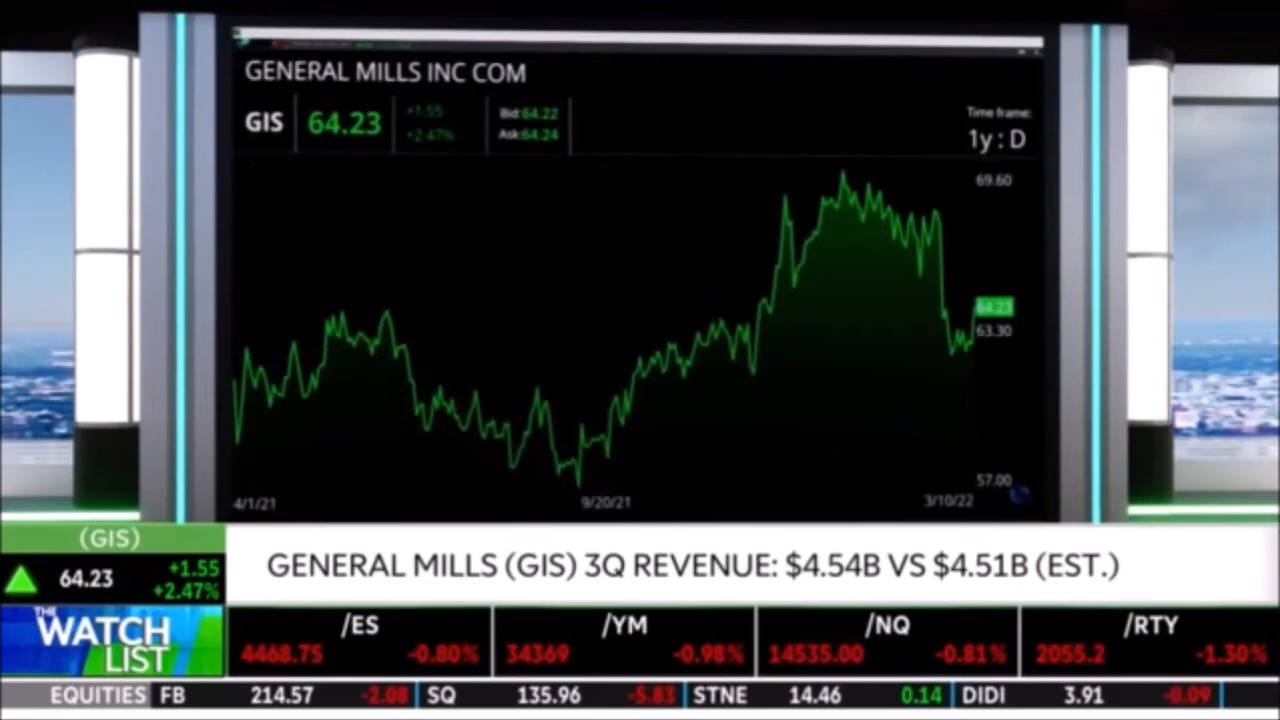 GENERAL MILLS INC COM
GIS 64.23 +1.55 Bid:64.22 Time frame:
+2.47% Ask:64.24 1y : D
69.60
64.23
63.30
57.00
4/1/21 9/20/21 3/10/22
(GIS)
64.23 +1.55
+2.47%
GENERAL MILLS (GIS) 3Q REVENUE: $4.54B VS $4.51B (EST.)
THE
WATCH
LIST
/ES /YM /NQ /RTY
4468.75 -0.80% 34369 -0.98% 14535.00 -0.81% 2055.2 -1.30%
EQUITIES FB 214.57 -2.08 SQ 135.96 -5.83 STNE 14.46 0.14 DIDI 3.91 -0.09